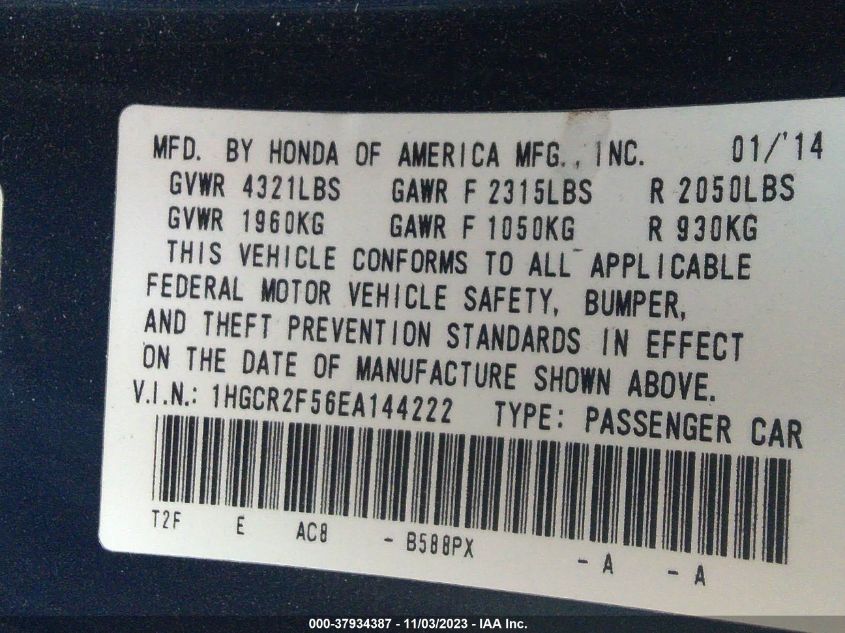 MFD. BY HONDA OF AMERICA MFG., INC. 01/'14
GVWR 4321LBS GAWR F 2315LBS R 2050LBS
GVWR 1960KG GAWR F 1050KG R 930KG
THIS VEHICLE CONFORMS TO ALL APPLICABLE
FEDERAL MOTOR VEHICLE SAFETY, BUMPER,
AND THEFT PREVENTION STANDARDS IN EFFECT
ON THE DATE OF MANUFACTURE SHOWN ABOVE.
V.I.N.: 1HGCR2F56EA144222 TYPE: PASSENGER CAR
T2F E AC8 - B588PX - A - A
000-37934387 - 11/03/2023 - IAA Inc.